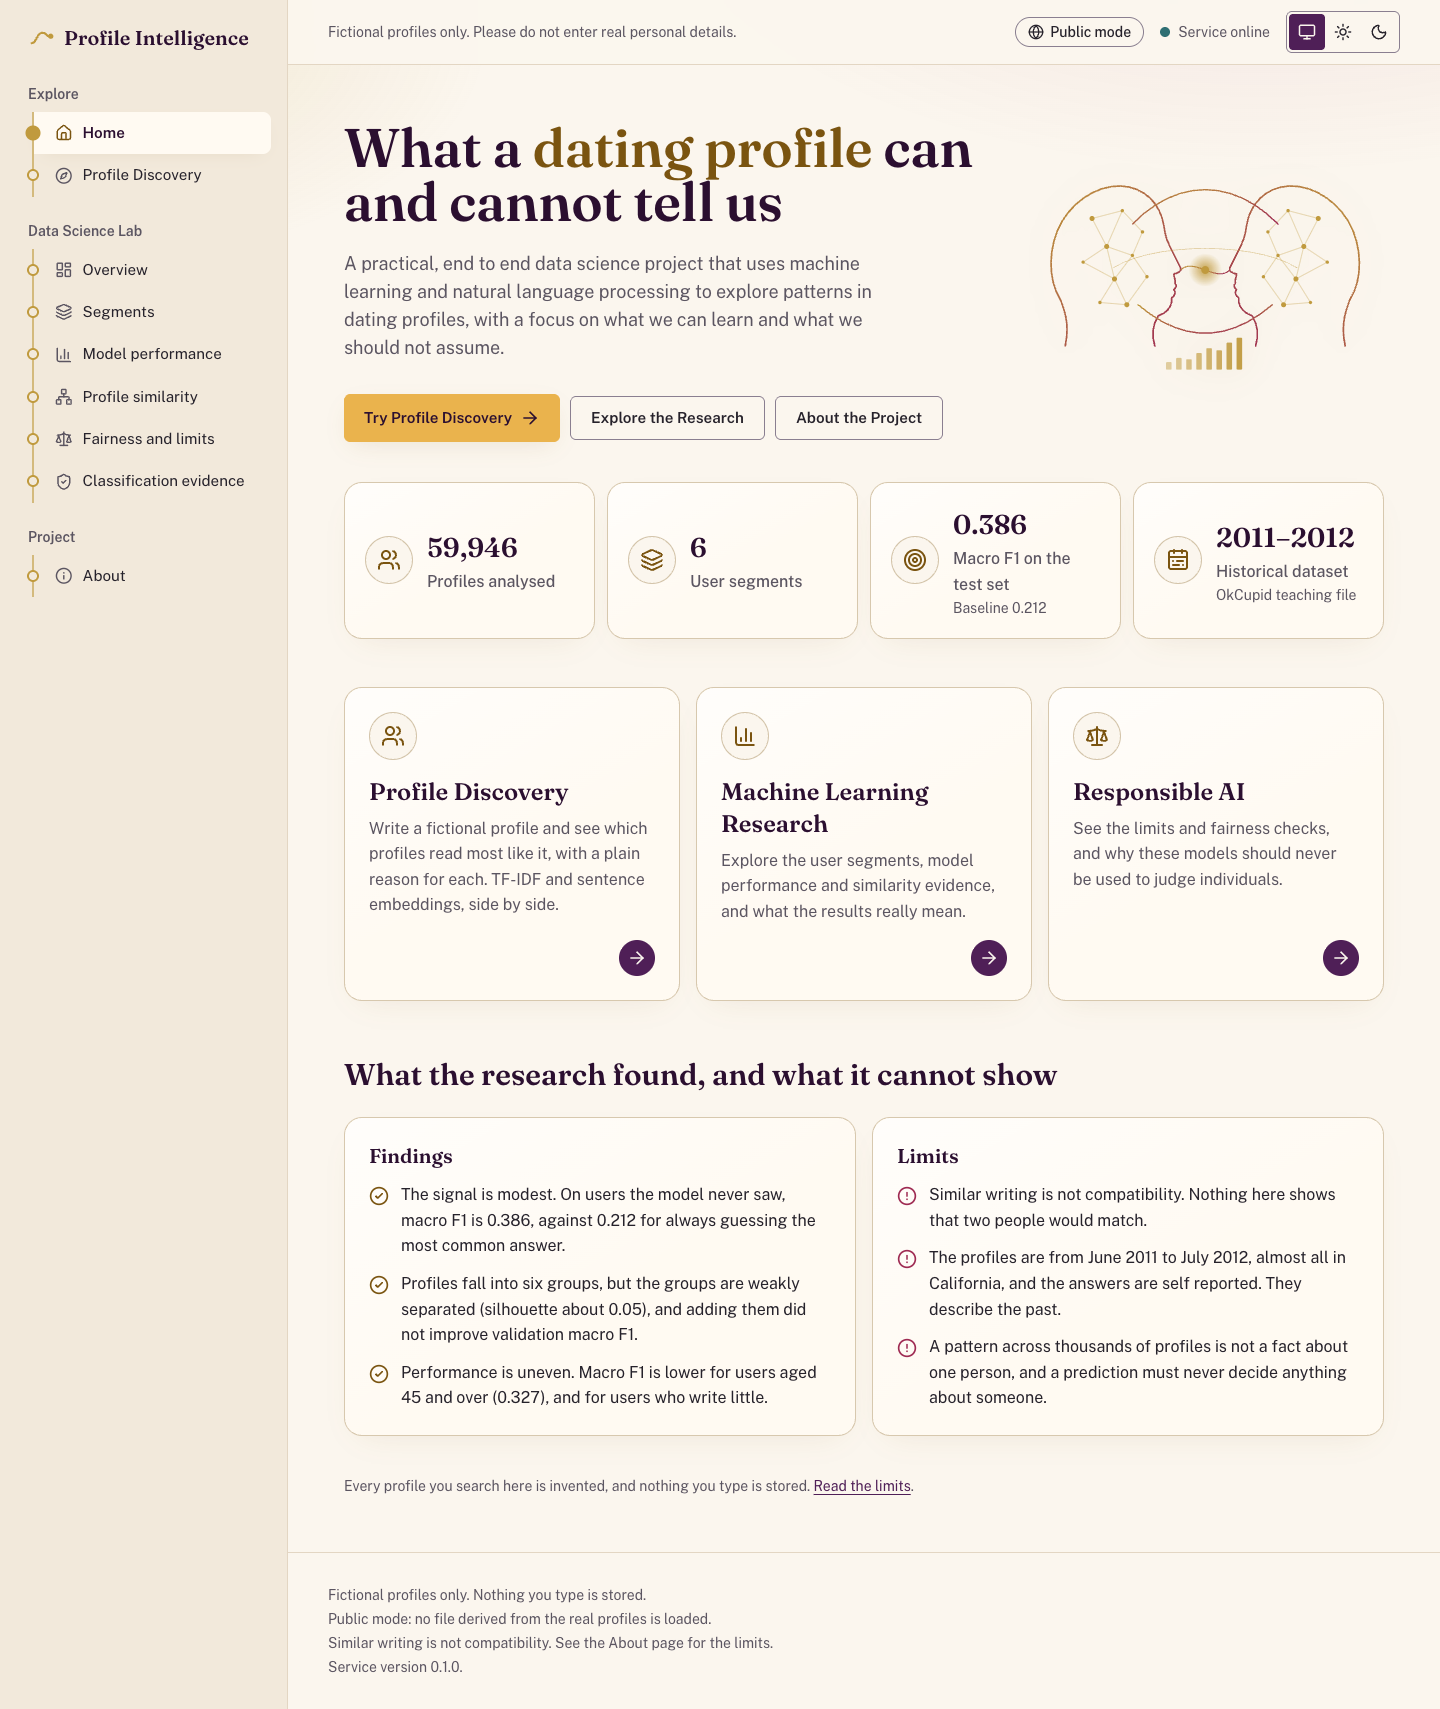 Profile Intelligence
Explore
Home
Profile Discovery
Data Science Lab
Overview
Segments
Model performance
Profile similarity
Fairness and limits
Classification evidence
Project
About
Fictional profiles only. Please do not enter real personal details.
Public mode
Service online
What a dating profile can
and cannot tell us
A practical, end to end data science project that uses machine
learning and natural language processing to explore patterns in
dating profiles, with a focus on what we can learn and what we
should not assume.
Try Profile Discovery
Explore the Research
About the Project
59,946
Profiles analysed
6
User segments
0.386
Macro F1 on the
test set
Baseline 0.212
2011–2012
Historical dataset
OkCupid teaching file
Profile Discovery
Write a fictional profile and see which
profiles read most like it, with a plain
reason for each. TF-IDF and sentence
embeddings, side by side.
Machine Learning
Research
Explore the user segments, model
performance and similarity evidence,
and what the results really mean.
Responsible AI
See the limits and fairness checks,
and why these models should never
be used to judge individuals.
What the research found, and what it cannot show
Findings
The signal is modest. On users the model never saw,
macro F1 is 0.386, against 0.212 for always guessing the
most common answer.
Profiles fall into six groups, but the groups are weakly
separated (silhouette about 0.05), and adding them did
not improve validation macro F1.
Performance is uneven. Macro F1 is lower for users aged
45 and over (0.327), and for users who write little.
Limits
Similar writing is not compatibility. Nothing here shows
that two people would match.
The profiles are from June 2011 to July 2012, almost all in
California, and the answers are self reported. They
describe the past.
A pattern across thousands of profiles is not a fact about
one person, and a prediction must never decide anything
about someone.
Every profile you search here is invented, and nothing you type is stored. Read the limits.
Fictional profiles only. Nothing you type is stored.
Public mode: no file derived from the real profiles is loaded.
Similar writing is not compatibility. See the About page for the limits.
Service version 0.1.0.